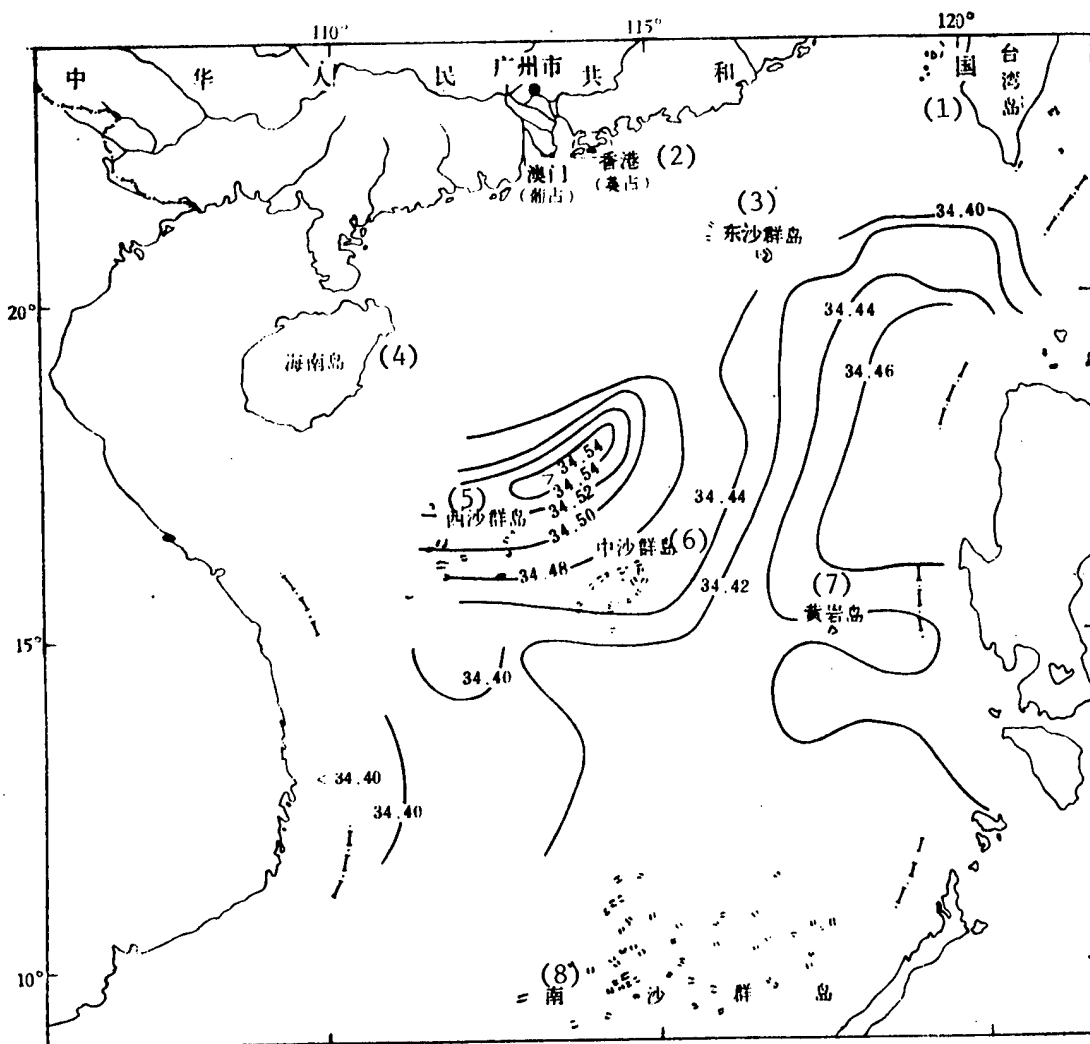 110°
115°
120°
中 华 人 民 共 和 国
广州市
台湾岛
(1)
澳门
(葡占)
香港
(英占)
(2)
(3)
东沙群岛
34.40
20°
34.44
34.46
海南岛
(4)
34.54
> 34.54
34.52
(5)
西沙群岛
34.50
34.44
中沙群岛
(6)
34.48
34.42
(7)
黄岩岛
15°
34.40
< 34.40
34.40
10°
(8)
南 沙 群 岛